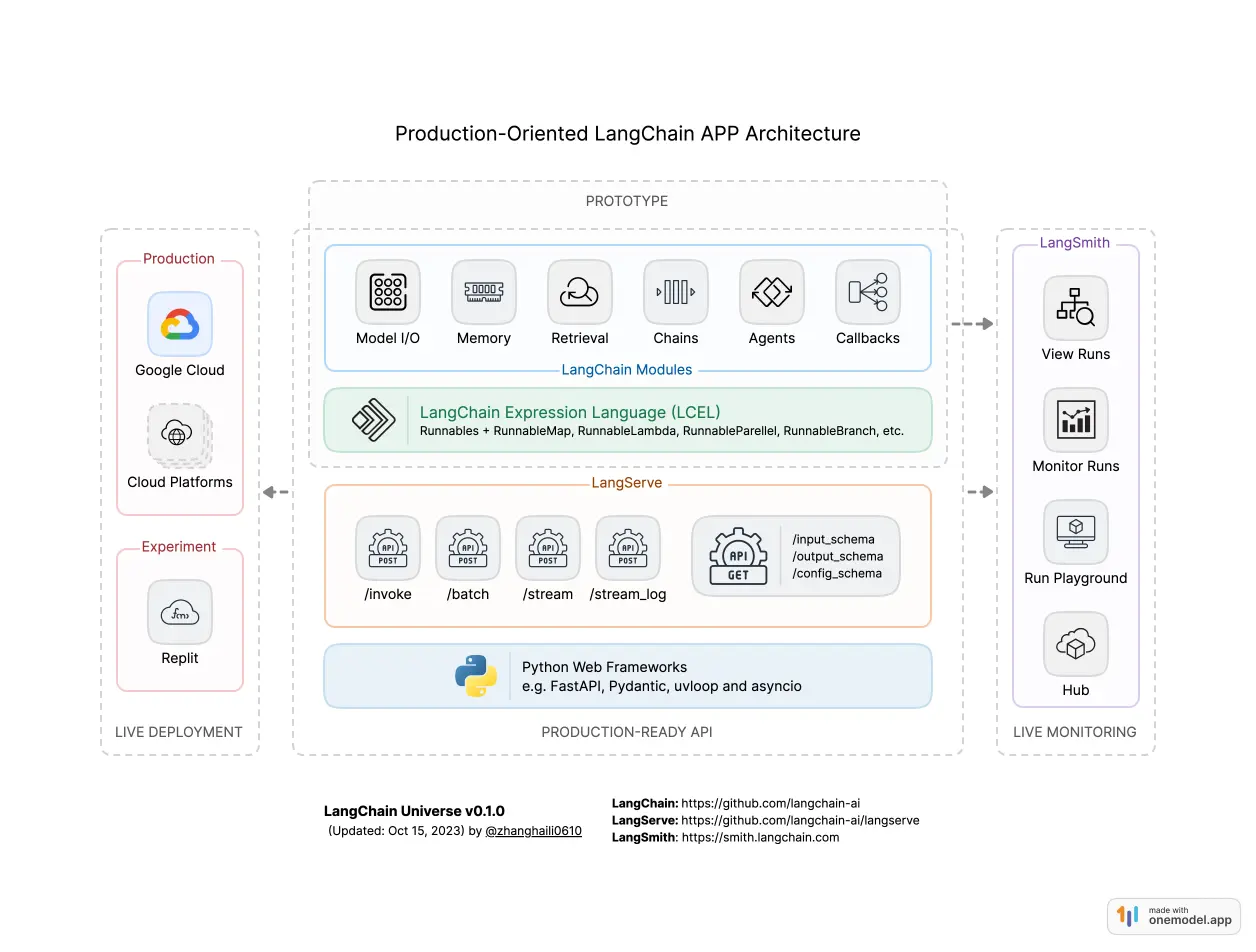 Production-Oriented LangChain APP Architecture
PROTOTYPE
Production
Google Cloud
Cloud Platforms
Experiment
Replit
LIVE DEPLOYMENT
Model I/O
Memory
Retrieval
Chains
Agents
Callbacks
LangChain Modules
LangChain Expression Language (LCEL)
Runnables + RunnableMap, RunnableLambda, RunnableParellel, RunnableBranch, etc.
LangServe
API
POST
/invoke
API
POST
/batch
API
POST
/stream
API
POST
/stream_log
API
GET
/input_schema
/output_schema
/config_schema
Python Web Frameworks
e.g. FastAPI, Pydantic, uvloop and asyncio
PRODUCTION-READY API
LangSmith
View Runs
Monitor Runs
Run Playground
Hub
LIVE MONITORING
LangChain Universe v0.1.0
(Updated: Oct 15, 2023) by @zhanghaili0610
LangChain: https://github.com/langchain-ai
LangServe: https://github.com/langchain-ai/langserve
LangSmith: https://smith.langchain.com
made with
onemodel.app